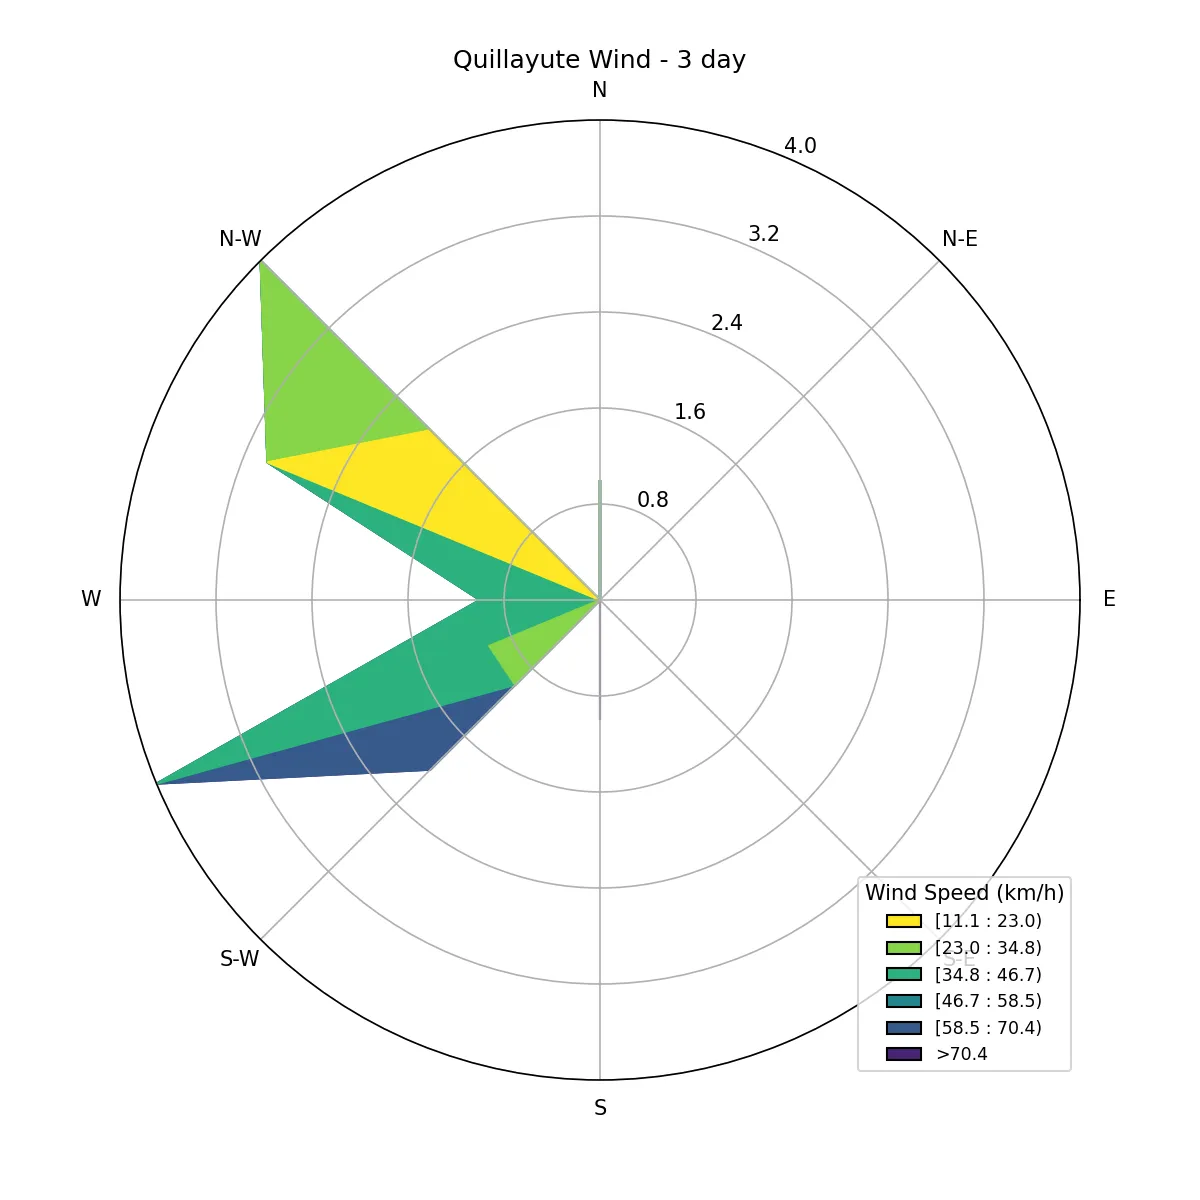 Quillayute Wind - 3 day
N
4.0
N-W
3.2
N-E
2.4
1.6
0.8
W
E
S-W
S-E
Wind Speed (km/h)
[11.1 : 23.0)
[23.0 : 34.8)
[34.8 : 46.7)
[46.7 : 58.5)
[58.5 : 70.4)
>70.4
S